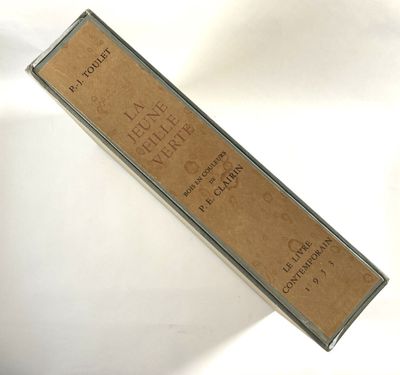 P.-J. TOULET
LA
JEUNE
FILLE
VERTE
BOIS EN COULEURS
DE
P. E. CLAIRIN
LE LIVRE
CONTEMPORAIN
1953